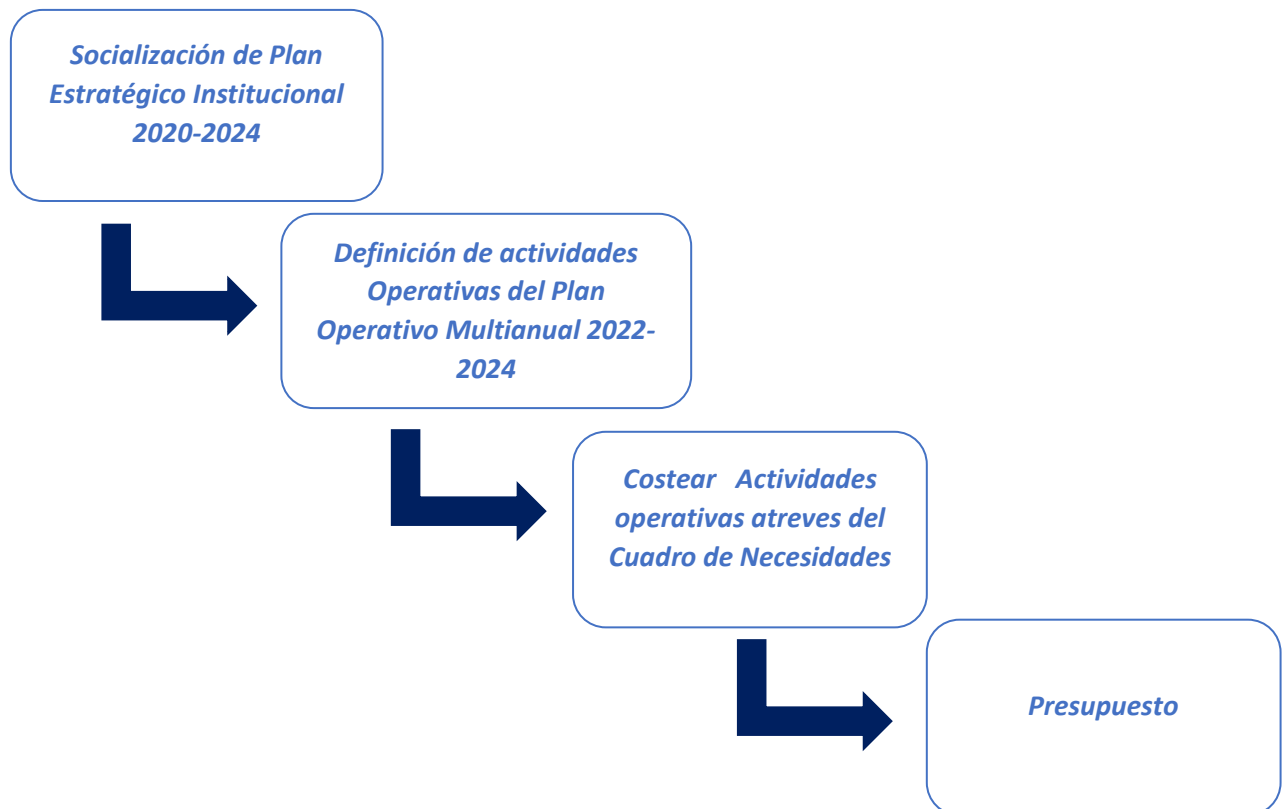 Socialización de Plan
Estratégico Institucional
2020-2024
Definición de actividades
Operativas del Plan
Operativo Multianual 2022-
2024
Costear Actividades
operativas atreves del
Cuadro de Necesidades
Presupuesto